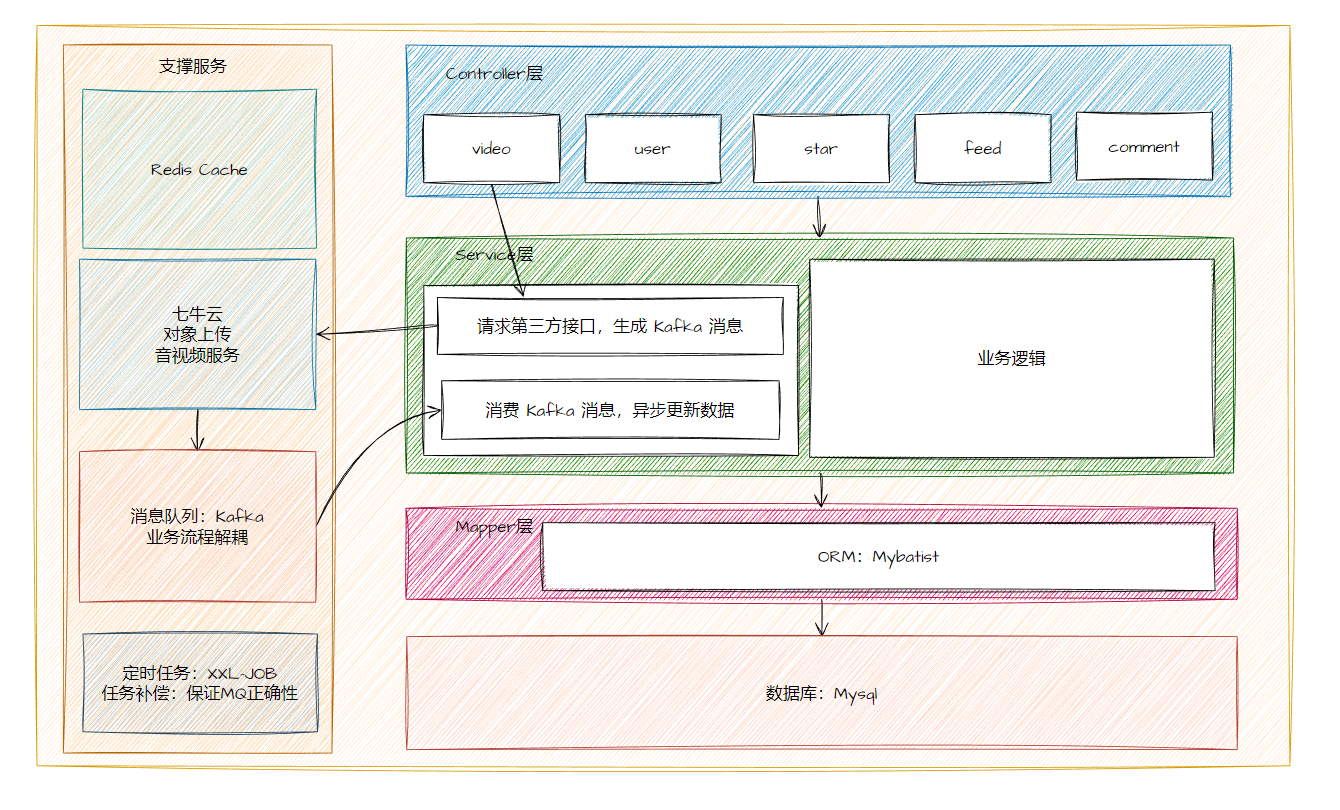 支撑服务
Redis Cache
七牛云
对象上传
音视频服务
消息队列：Kafka
业务流程解耦
定时任务：XXL-JOB
任务补偿：保证MQ正确性
Controller层
video
user
star
feed
comment
Service层
请求第三方接口，生成 Kafka 消息
消费 Kafka 消息，异步更新数据
业务逻辑
Mapper层
ORM：Mybatist
数据库：Mysql